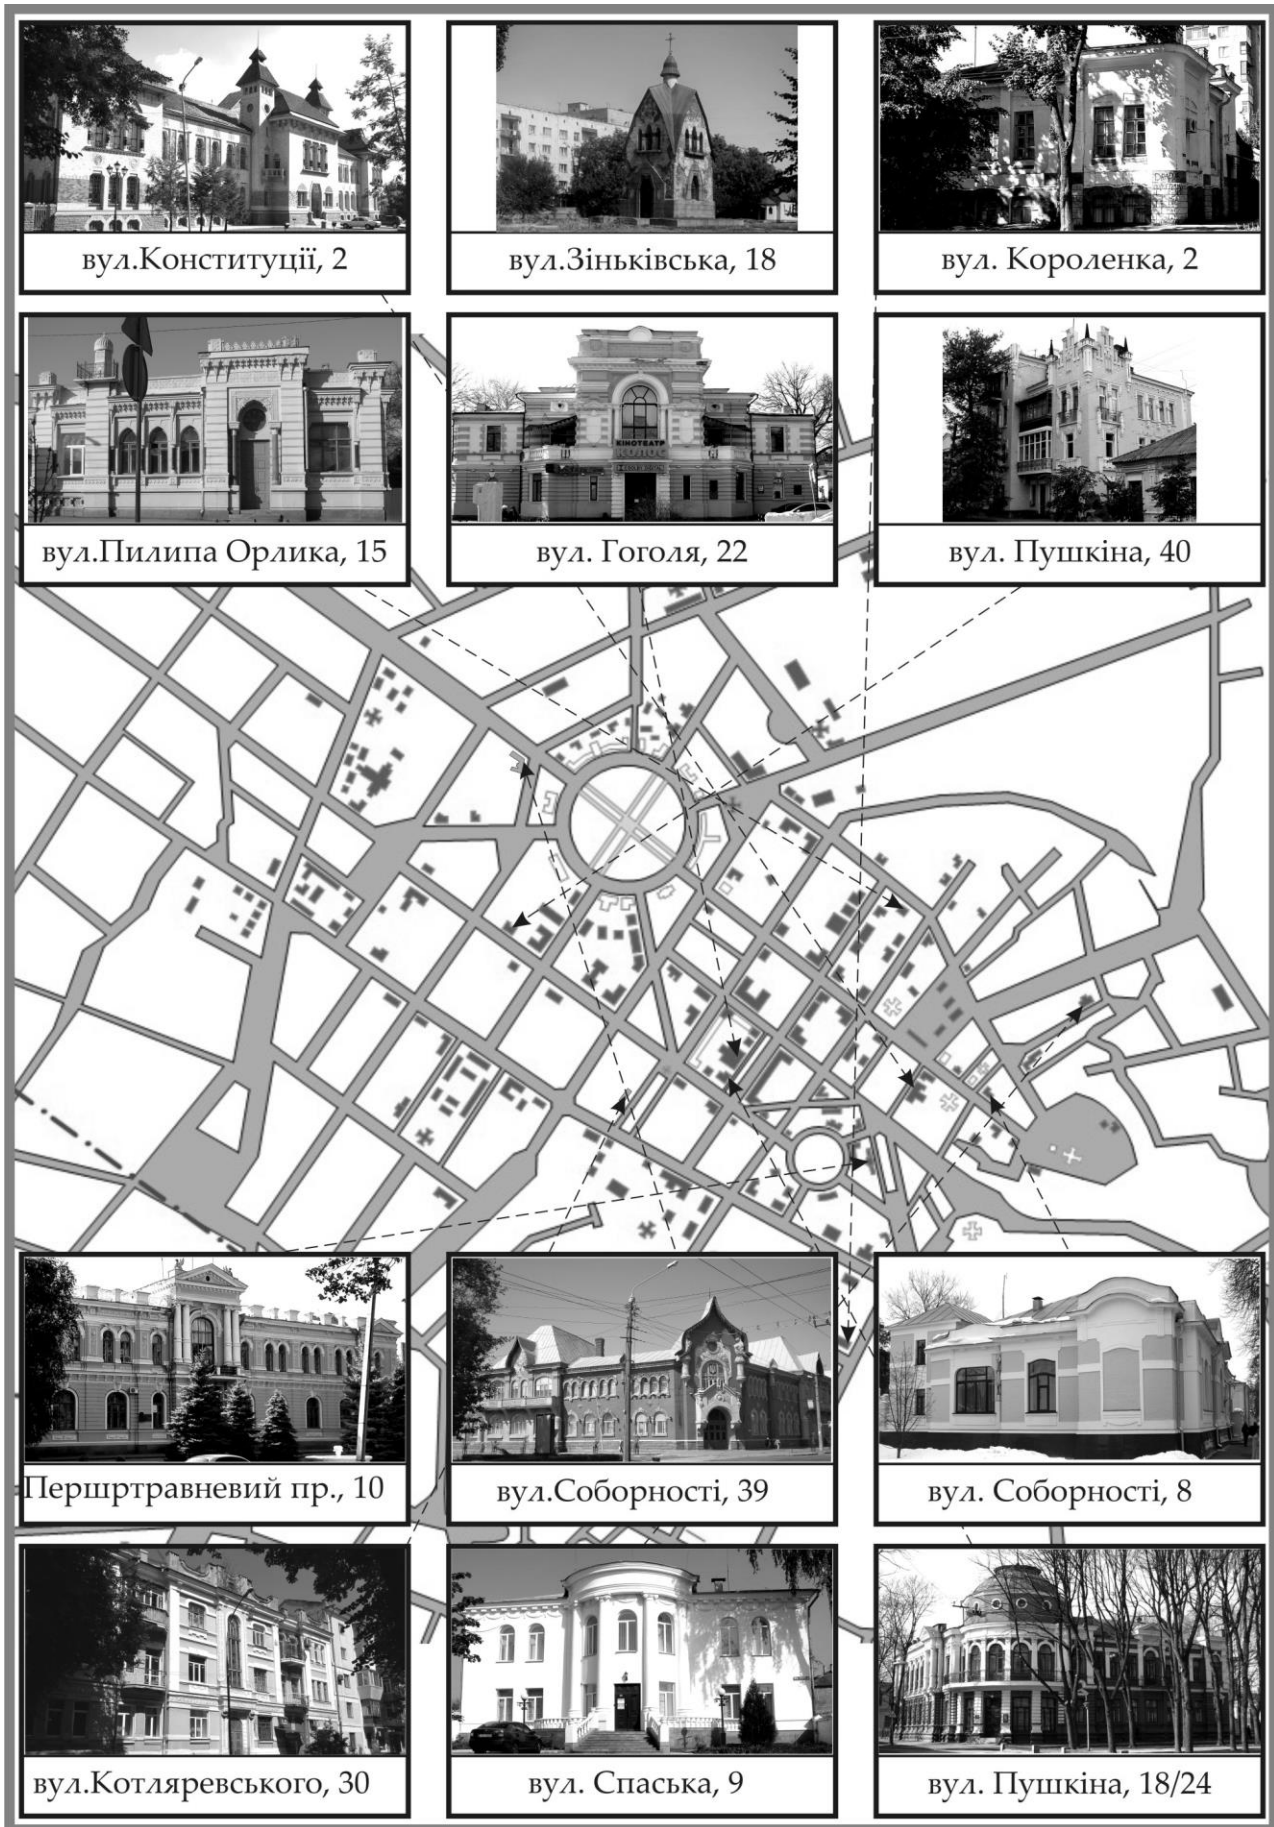 вул.Конституції, 2
вул.Зіньківська, 18
вул. Короленка, 2
КІНОТЕАТР
КОЛОС
вул.Пилипа Орлика, 15
вул. Гоголя, 22
вул. Пушкіна, 40
Першртравневий пр., 10
вул.Соборності, 39
вул. Соборності, 8
вул.Котляревського, 30
вул. Спаська, 9
вул. Пушкіна, 18/24